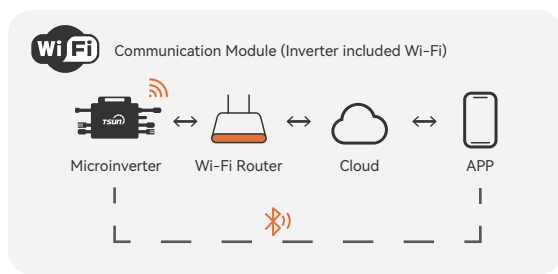 Wi Fi Communication Module (Inverter included Wi-Fi)
TSUN
Microinverter Wi-Fi Router Cloud APP